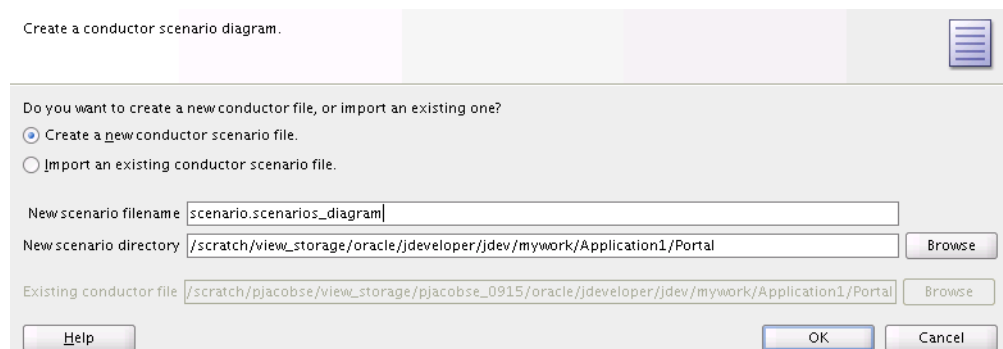 Create a conductor scenario diagram.
Do you want to create a new conductor file, or import an existing one?
Create a new conductor scenario file.
Import an existing conductor scenario file.
New scenario filename scenario.scenarios_diagram
New scenario directory /scratch/view_storage/oracle/jdeveloper/jdev/mywork/Application1/Portal Browse
Existing conductor file /scratch/pjacobse/view_storage/pjacobse_0915/oracle/jdeveloper/jdev/mywork/Application1/Portal Browse
Help OK Cancel